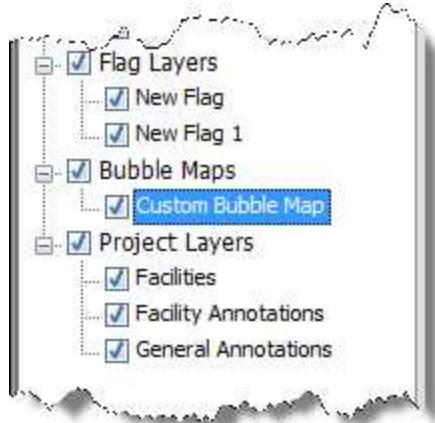 Flag Layers
New Flag
New Flag 1
Bubble Maps
Custom Bubble Map
Project Layers
Facilities
Facility Annotations
General Annotations